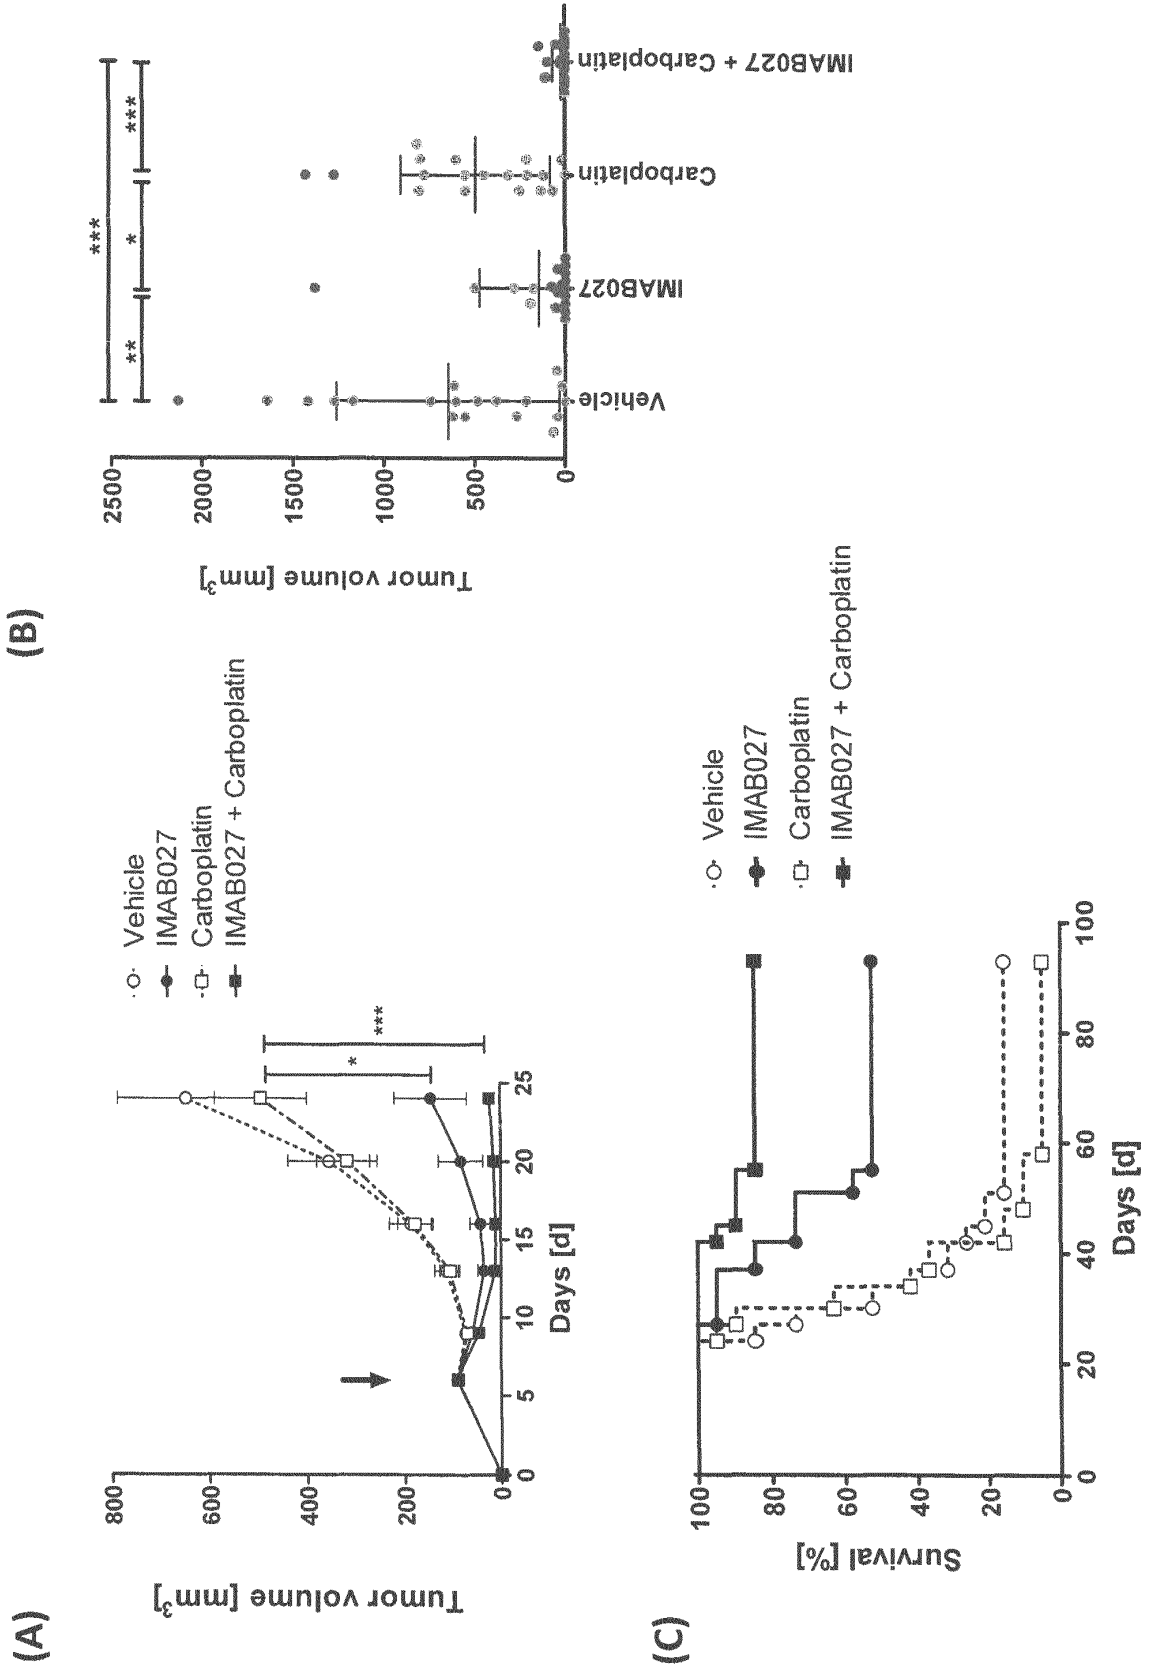 (A)
Tumor volume [mm³]
800
600
400
200
0
0
5
10
15
20
25
Days [d]
*
***
Vehicle
IMAB027
Carboplatin
IMAB027 + Carboplatin
(B)
Tumor volume [mm³]
2500
2000
1500
1000
500
0
***
**
*
***
Vehicle
IMAB027
Carboplatin
IMAB027 + Carboplatin
(C)
Survival [%]
100
80
60
40
20
0
0
20
40
60
80
100
Days [d]
Vehicle
IMAB027
Carboplatin
IMAB027 + Carboplatin